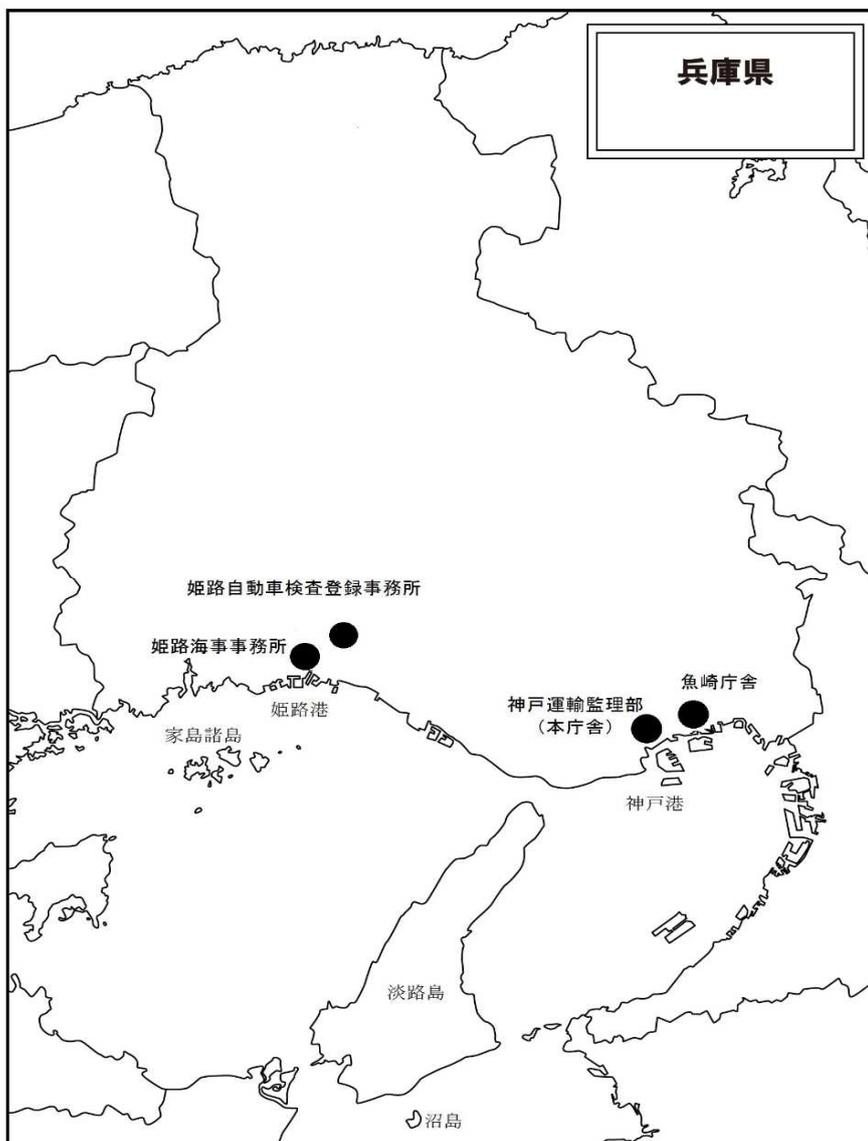 兵庫県
姫路自動車検査登録事務所
姫路海事事務所
姫路港
家島諸島
魚崎庁舎
神戸運輸監理部
（本庁舎）
神戸港
淡路島
沼島